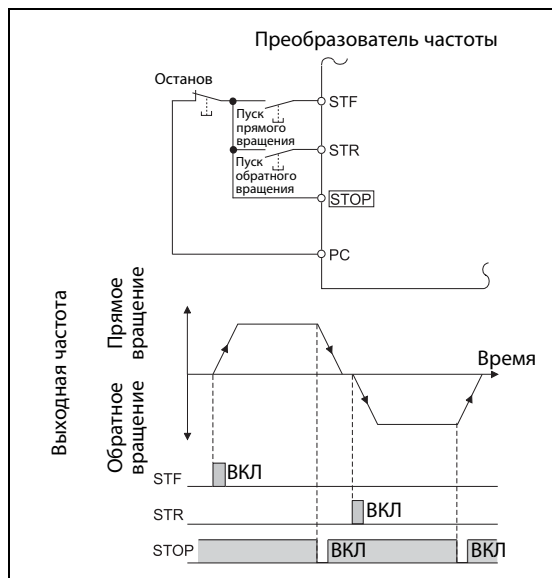 Преобразователь частоты
Останов
STF
Пуск
прямого
вращения
STR
Пуск
обратного
вращения
STOP
PC
Выходная частота
Прямое
вращение
Обратное
вращение
Время
STF
ВКЛ
STR
ВКЛ
STOP
ВКЛ
ВКЛ